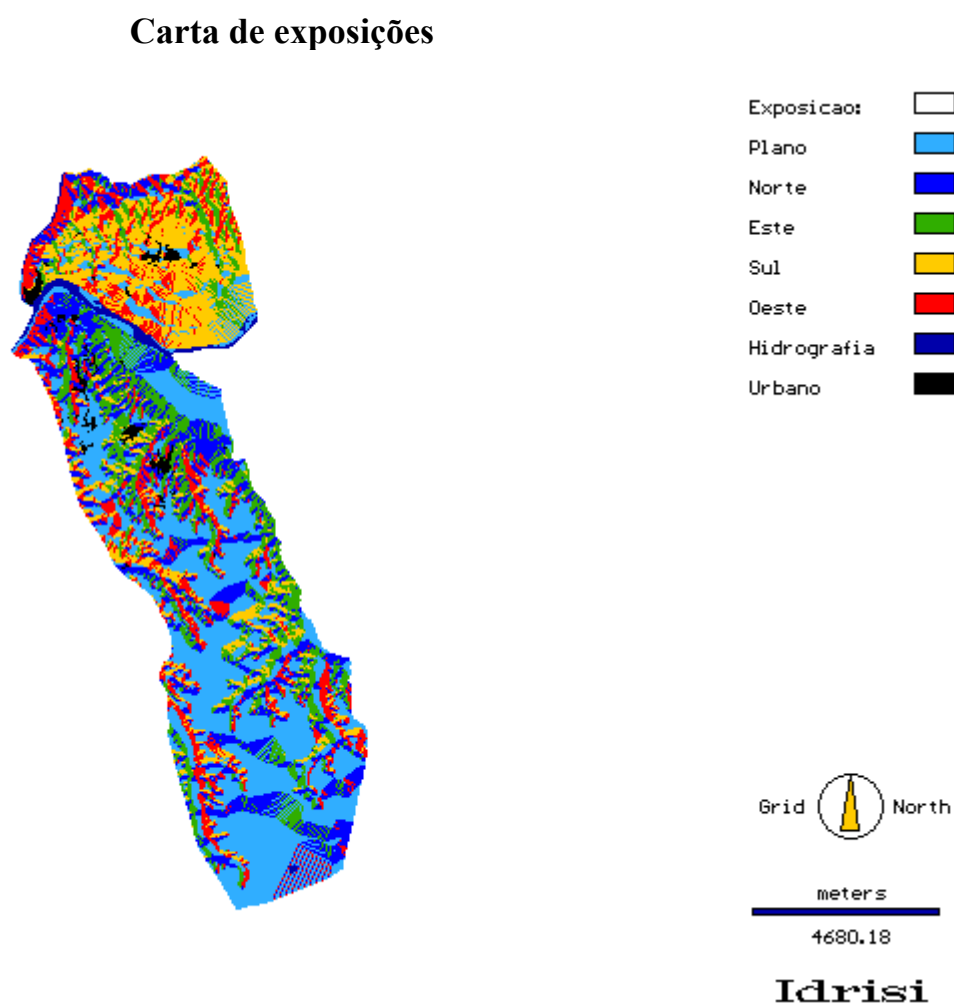 Carta de exposições
Exposicao:
Plano
Norte
Este
Sul
Oeste
Hidrografia
Urbano
Grid North
meters
4680.18
Idrisi